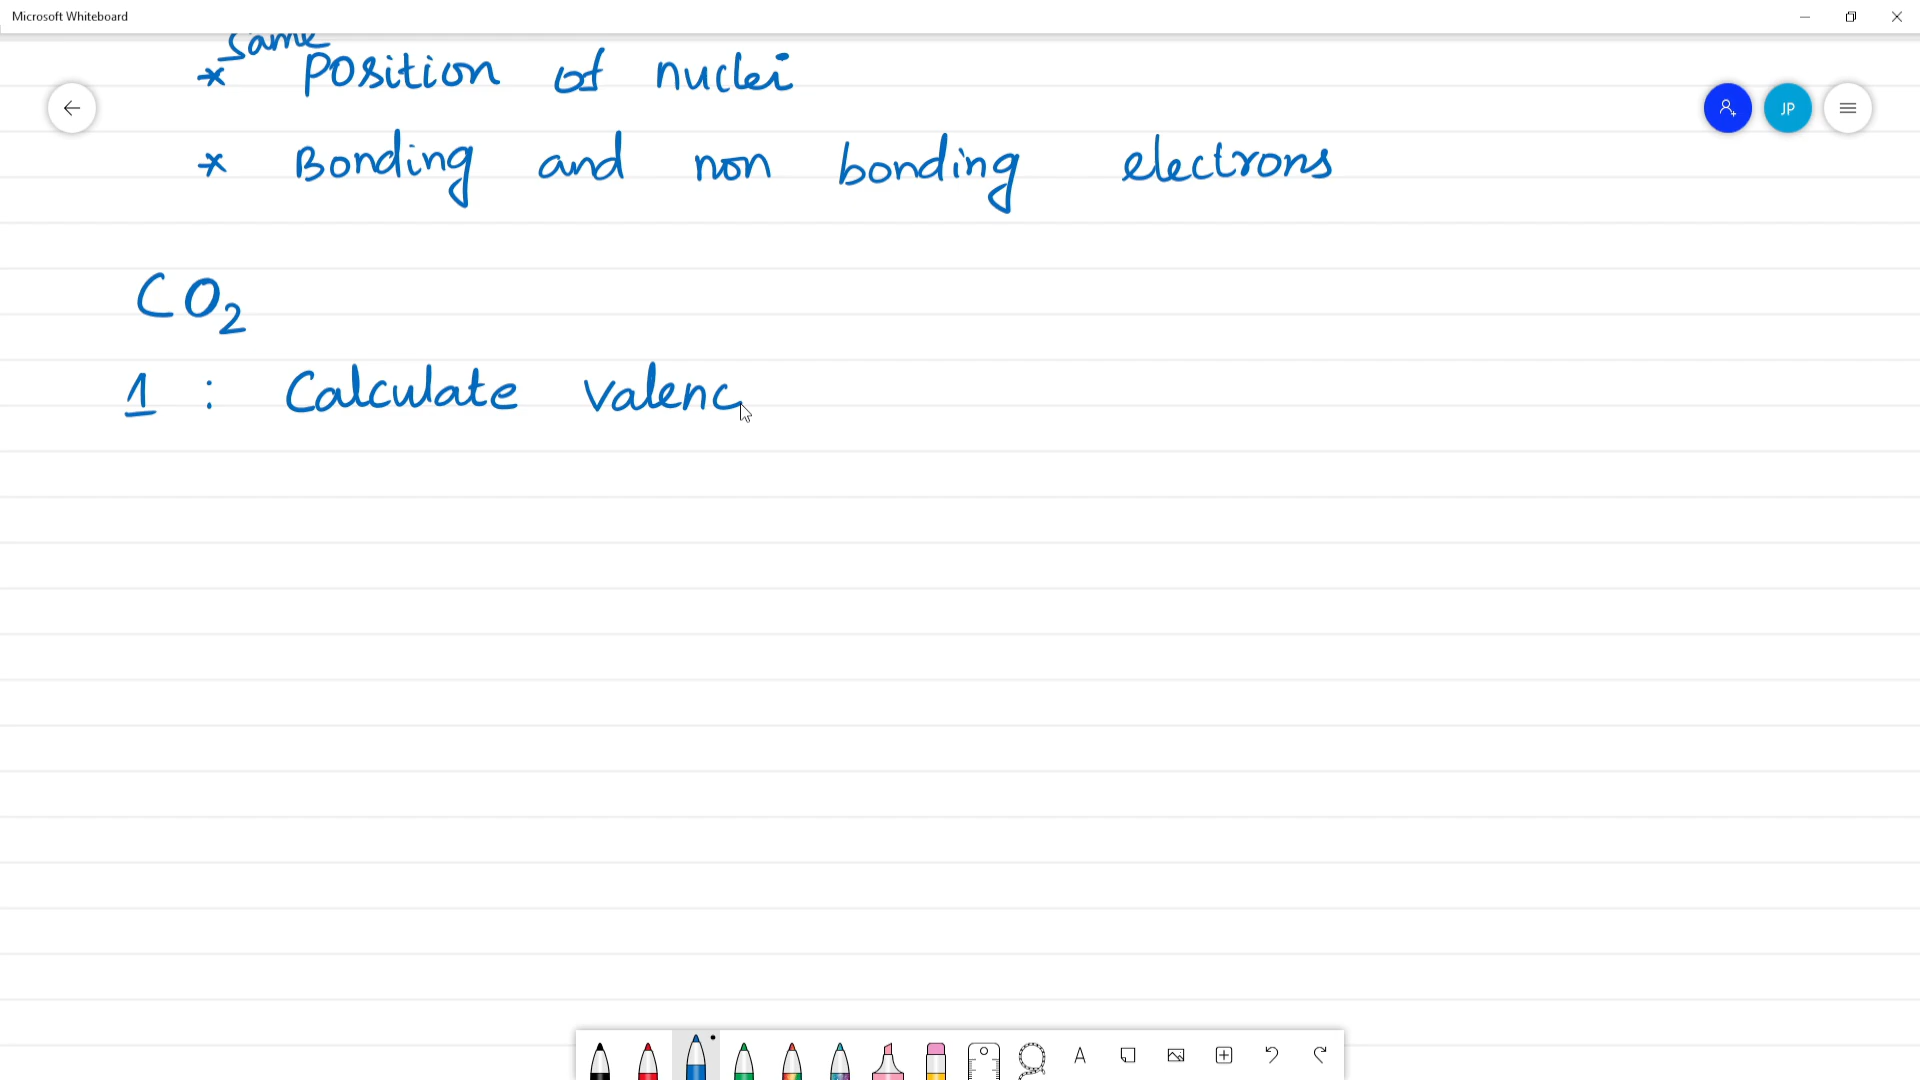 Microsoft Whiteboard
same
* Position of nuclei
JP
* Bonding and non bonding electrons
CO₂
1 : Calculate valenc
A